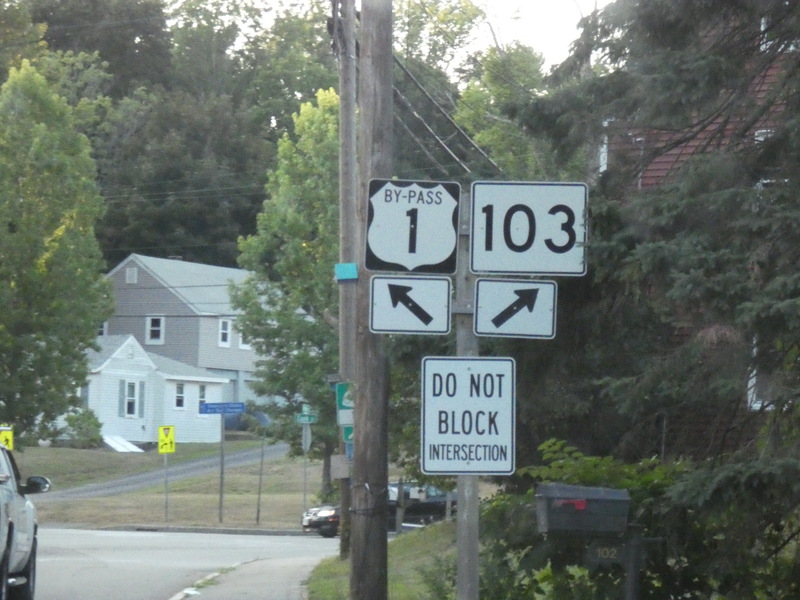 BY-PASS
1
103
DO NOT
BLOCK
INTERSECTION
102